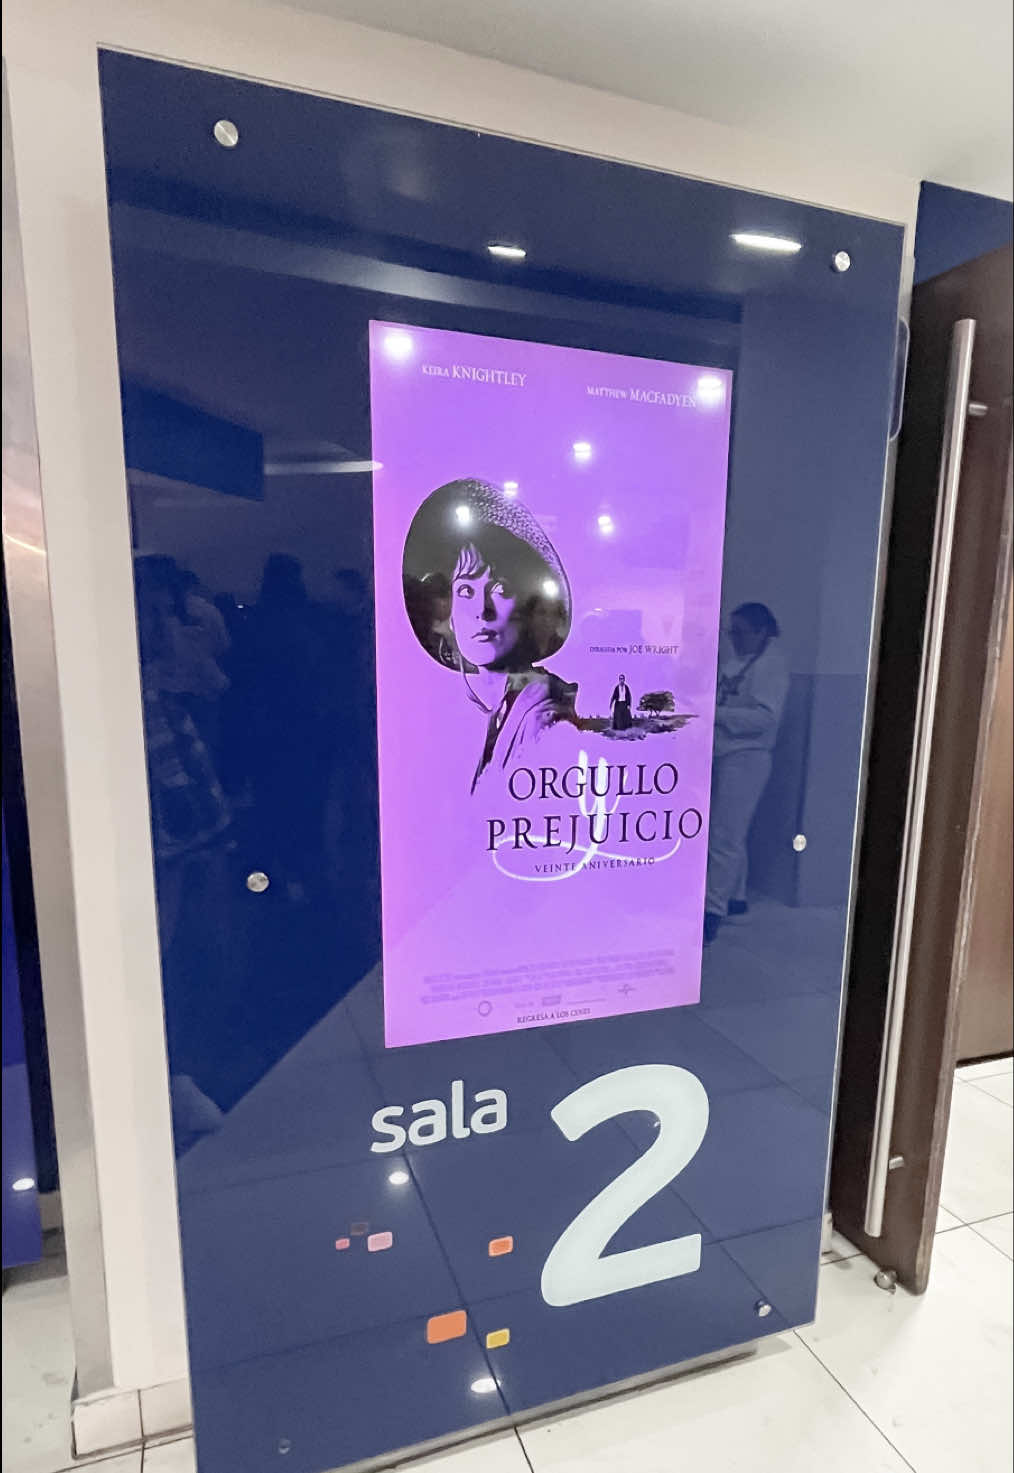 KEIRA KNIGHTLEY
MATTHEW MACFADYEN
DIRIGIDA POR JOE WRIGHT
ORGULLO
y
PREJUICIO
VEINTE ANIVERSARIO
REGRESA A LOS CINES
sala 2